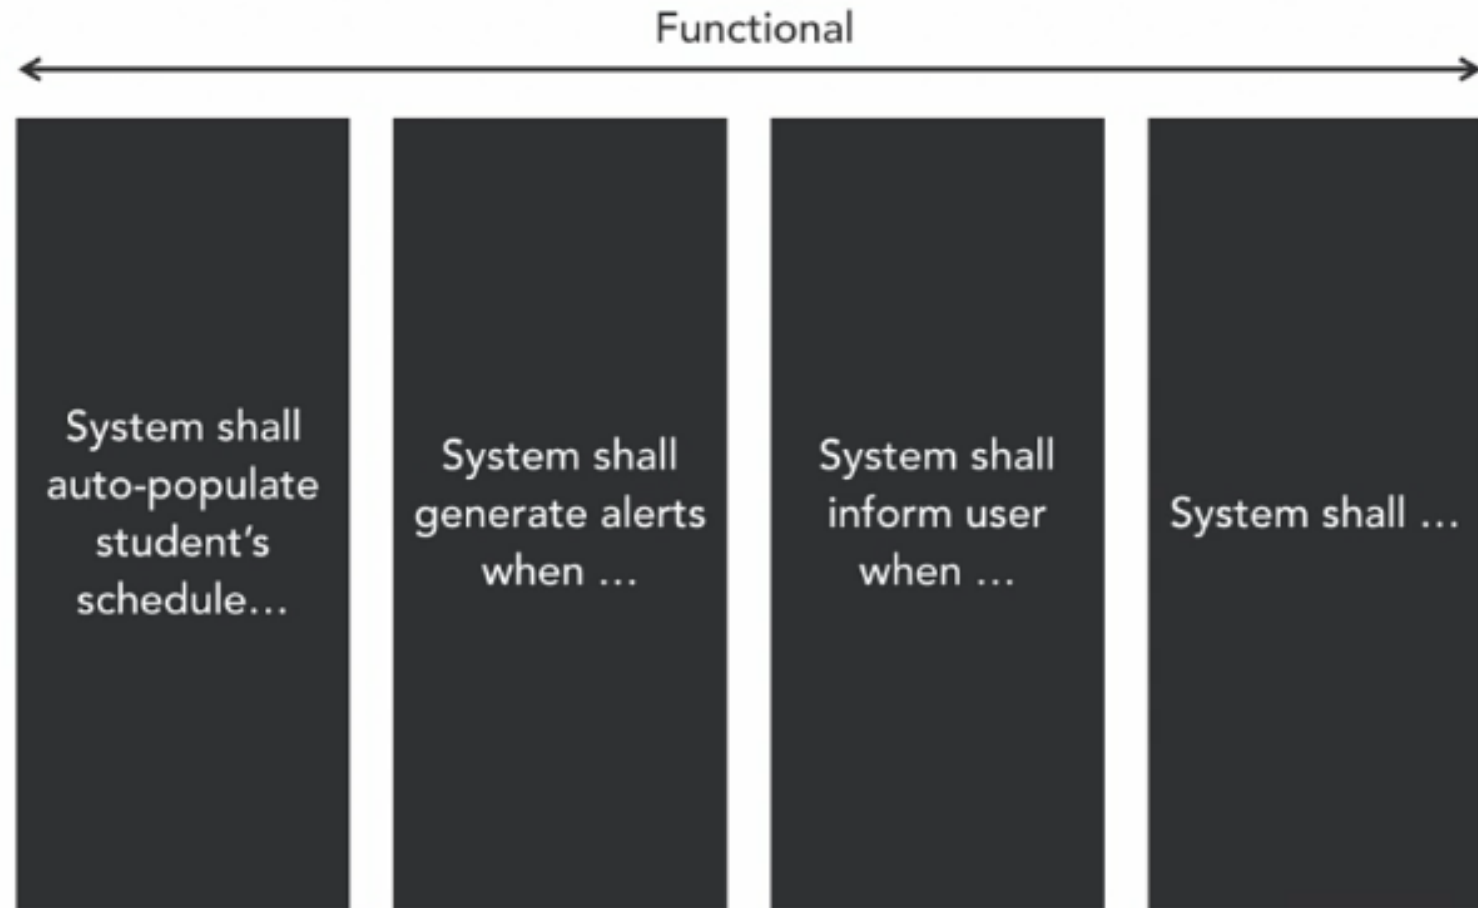 Functional
System shall
auto-populate
student’s
schedule…
System shall
generate alerts
when …
System shall
inform user
when …
System shall …